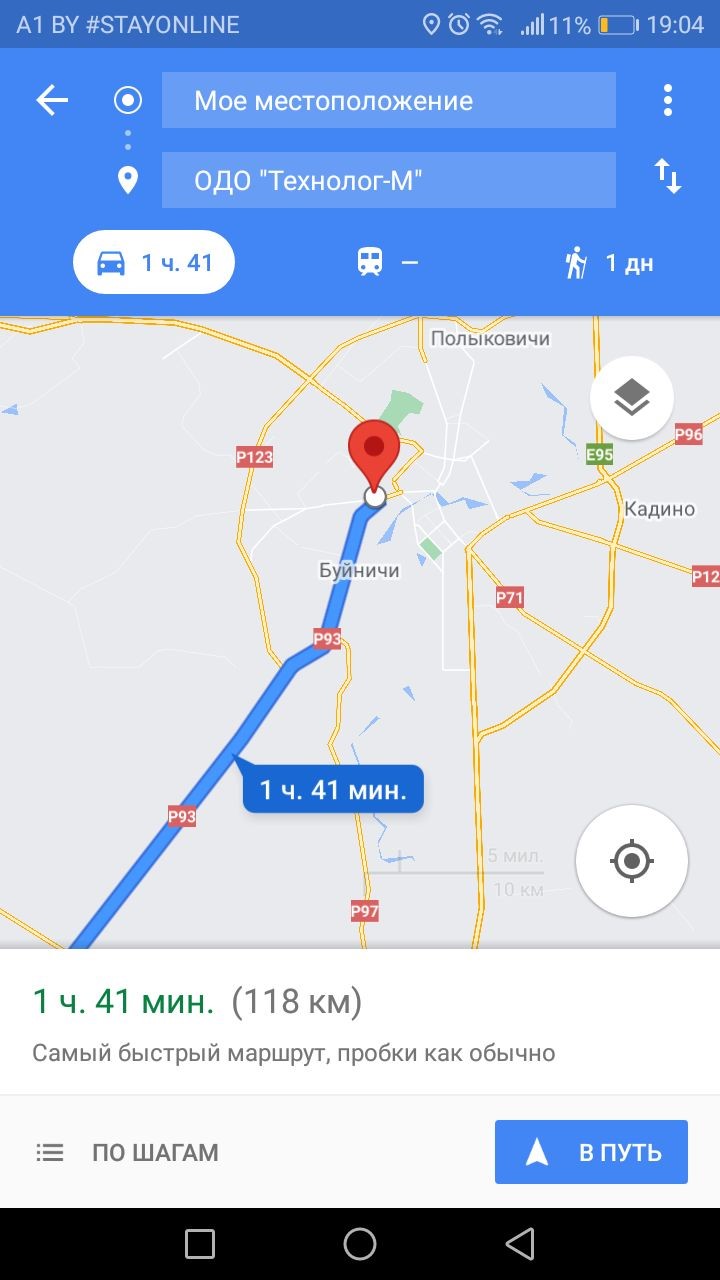 A1 BY #STAYONLINE 11% 19:04
Мое местоположение
ОДО "Технолог-М"
1 ч. 41 — 1 дн
Полыковичи
P96
P123
E95
Кадино
Буйничи
P12
P71
P93
1 ч. 41 мин.
P93
5 мил.
10 км
P97
1 ч. 41 мин. (118 км)
Самый быстрый маршрут, пробки как обычно
ПО ШАГАМ В ПУТЬ